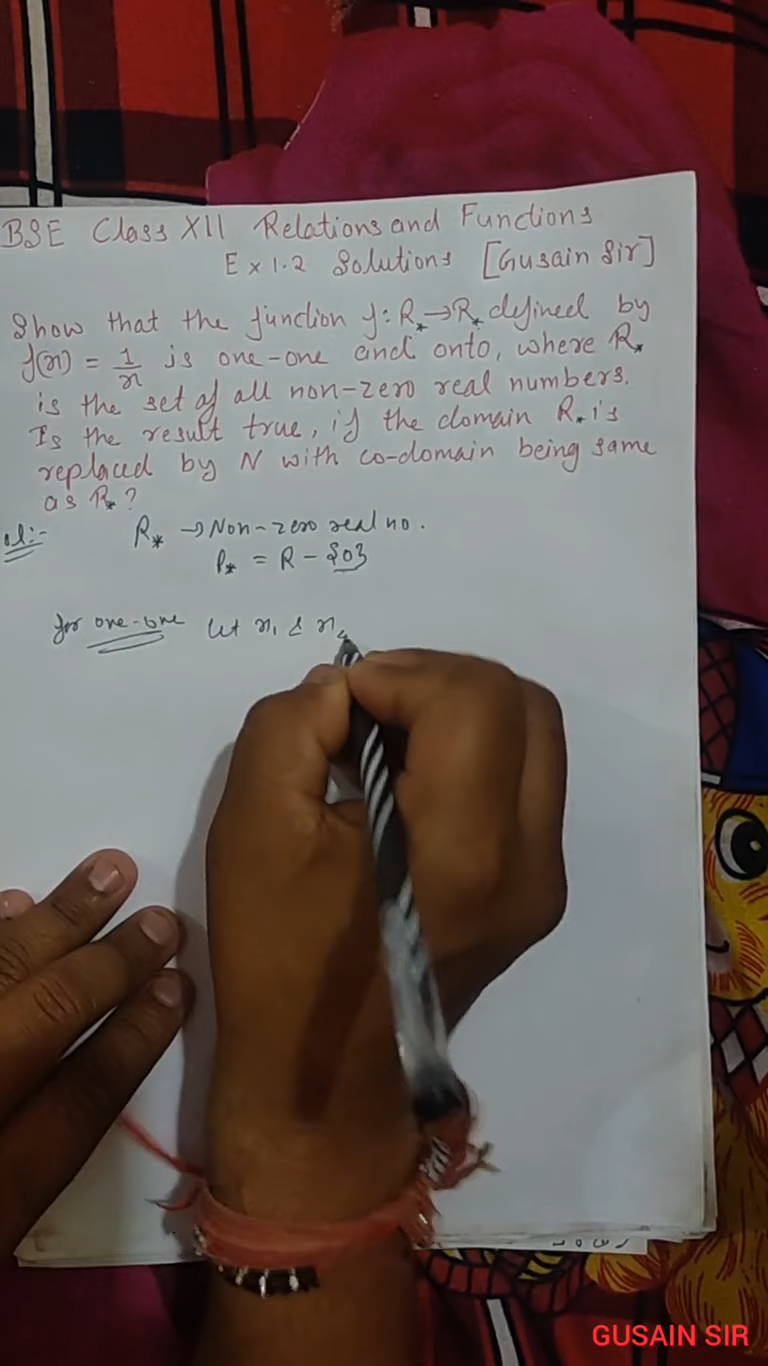 BSE Class XII Relations and Functions
Ex 1.2 Solutions [Gusain Sir]
Show that the function f: R* → R* defined by
f(x) = 1/x is one-one and onto, where R*
is the set of all non-zero real numbers.
Is the result true, if the domain R* is
replaced by N with co-domain being same
as R*?
ol:-
R* → Non-zero real no.
R* = R - {0}
for one-one let x₁ & x₂
GUSAIN SIR